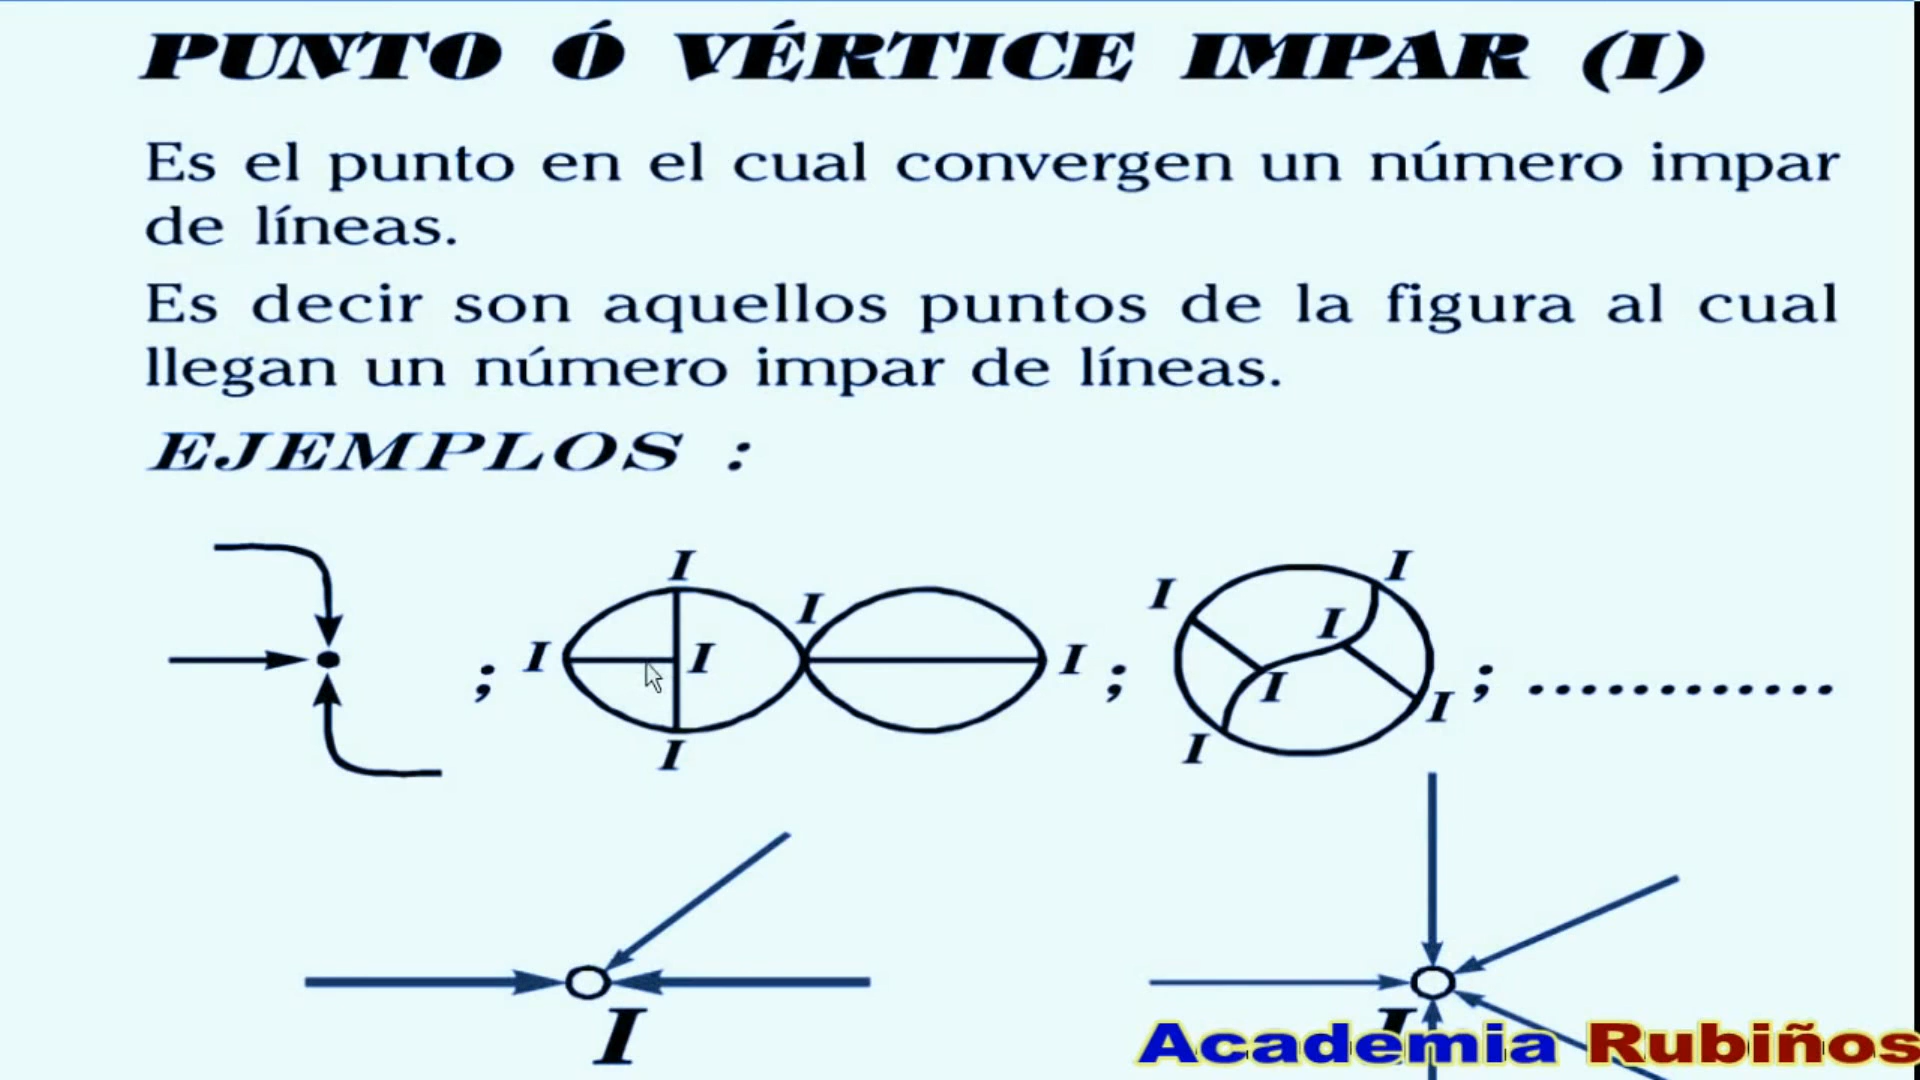 PUNTO Ó VÉRTICE IMPAR (I)
Es el punto en el cual convergen un número impar
de líneas.
Es decir son aquellos puntos de la figura al cual
llegan un número impar de líneas.
EJEMPLOS :
I
I
I
I
I
;
I
I
;
I
I
I
I
I
I
; .............
I
I
Academia Rubiños